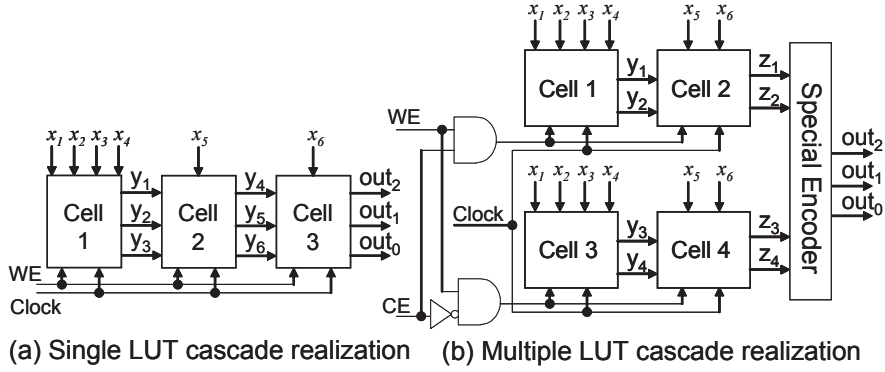 x1 x2 x3 x4
x5
x6
Cell 1
y1
y2
y3
Cell 2
y4
y5
y6
Cell 3
out2
out1
out0
WE
Clock
(a) Single LUT cascade realization
x1 x2 x3 x4
x5 x6
Cell 1
y1
y2
Cell 2
z1
z2
WE
x1 x2 x3 x4
x5 x6
Clock
Cell 3
y3
y4
Cell 4
z3
z4
CE
Special Encoder
out2
out1
out0
(b) Multiple LUT cascade realization